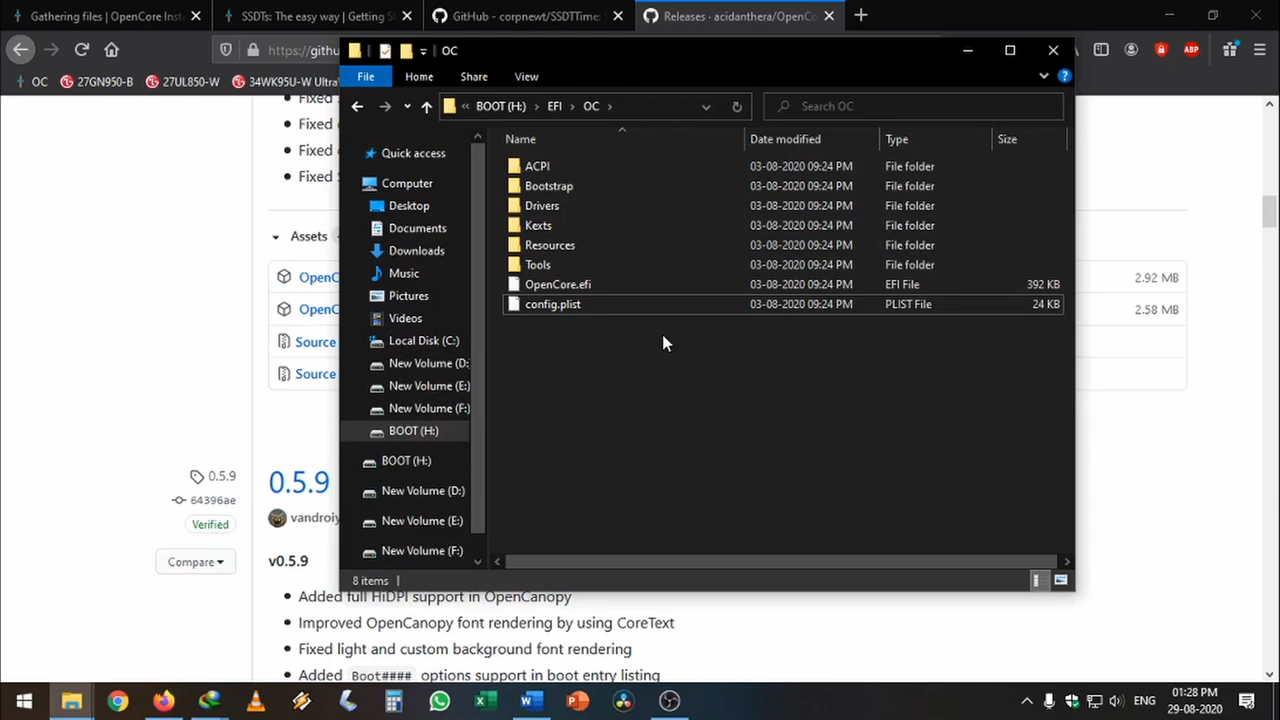 Gathering files | OpenCore Inst
SSDTs: The easy way | Getting S
GitHub - corpnewt/SSDTTime:
Releases · acidanthera/OpenCo
https://githu
OC
OC
27GN950-B
27UL850-W
34WK95U-W Ultra
ABP
File
Home
Share
View
BOOT (H:)
EFI
OC
Search OC
Name
Date modified
Type
Size
Quick access
Computer
Desktop
Documents
Downloads
Music
Pictures
Videos
Local Disk (C:)
New Volume (D:
New Volume (E:)
New Volume (F:)
BOOT (H:)
BOOT (H:)
New Volume (D:)
New Volume (E:)
New Volume (F:)
ACPI 03-08-2020 09:24 PM File folder
Bootstrap 03-08-2020 09:24 PM File folder
Drivers 03-08-2020 09:24 PM File folder
Kexts 03-08-2020 09:24 PM File folder
Resources 03-08-2020 09:24 PM File folder
Tools 03-08-2020 09:24 PM File folder
OpenCore.efi 03-08-2020 09:24 PM EFI File 392 KB
config.plist 03-08-2020 09:24 PM PLIST File 24 KB
8 items
Fixed
Fixed
Fixed
Fixed
Assets
OpenC
2.92 MB
OpenC
2.58 MB
Source
Source
0.5.9
64396ae
Verified
Compare
0.5.9
vandroiy
v0.5.9
Added full HiDPI support in OpenCanopy
Improved OpenCanopy font rendering by using CoreText
Fixed light and custom background font rendering
Added Boot#### options support in boot entry listing
ENG
01:28 PM
29-08-2020